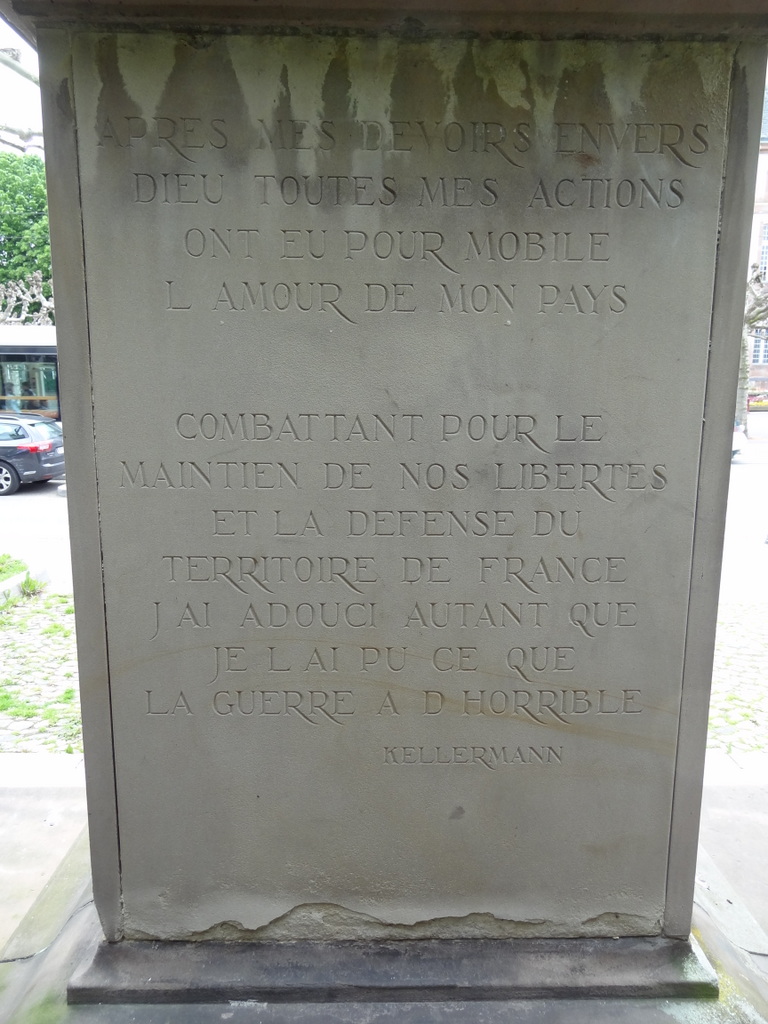 APRES MES DEVOIRS ENVERS
DIEU TOUTES MES ACTIONS
ONT EU POUR MOBILE
L AMOUR DE MON PAYS
COMBATTANT POUR LE
MAINTIEN DE NOS LIBERTES
ET LA DEFENSE DU
TERRITOIRE DE FRANCE
J AI ADOUCI AUTANT QUE
JE L AI PU CE QUE
LA GUERRE A D HORRIBLE
KELLERMANN